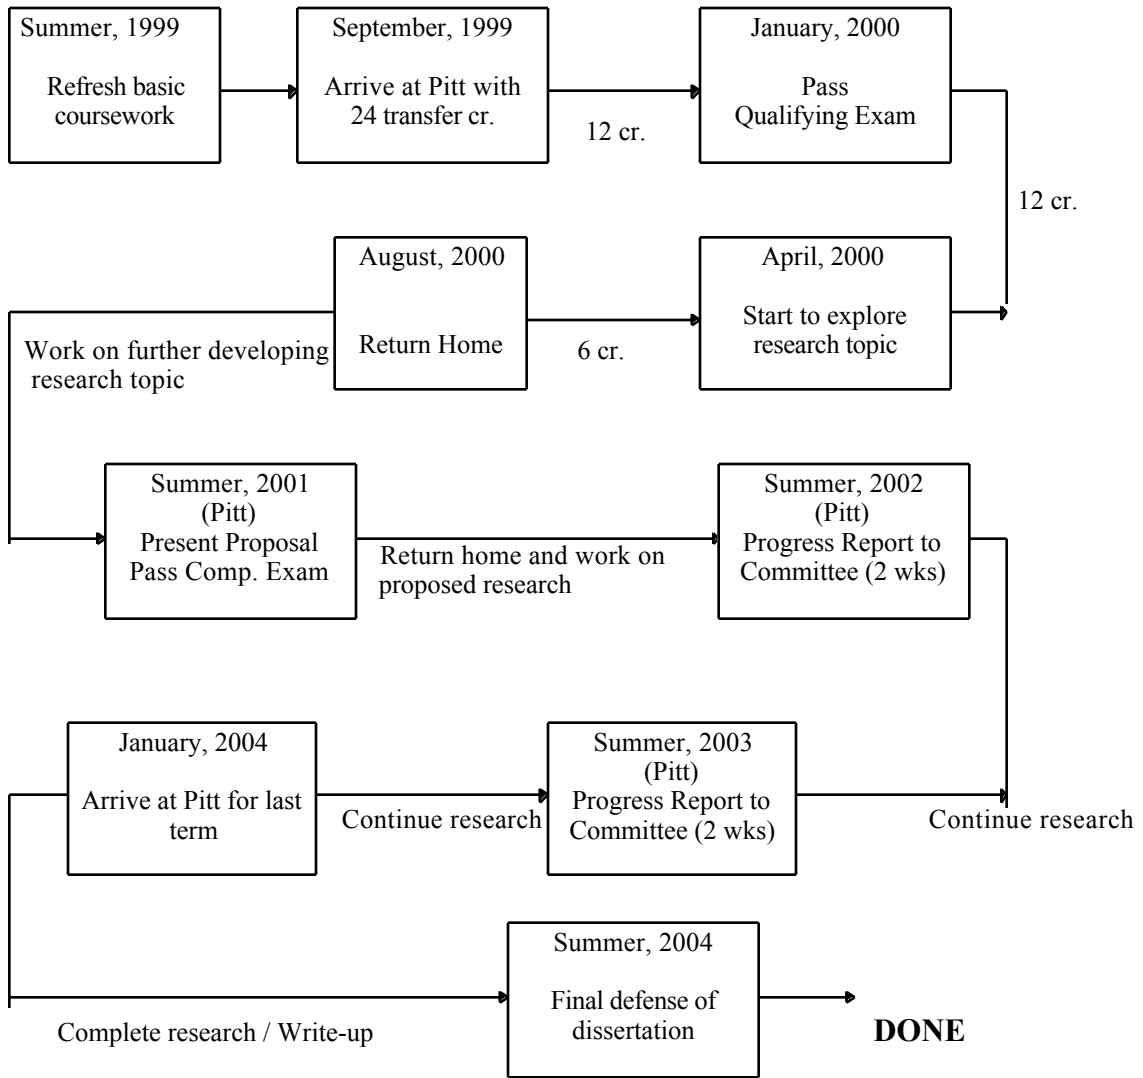 Summer, 1999
Refresh basic
coursework
September, 1999
Arrive at Pitt with
24 transfer cr.
12 cr.
January, 2000
Pass
Qualifying Exam
12 cr.
April, 2000
Start to explore
research topic
6 cr.
August, 2000
Return Home
Work on further developing
research topic
Summer, 2001
(Pitt)
Present Proposal
Pass Comp. Exam
Return home and work on
proposed research
Summer, 2002
(Pitt)
Progress Report to
Committee (2 wks)
Continue research
Summer, 2003
(Pitt)
Progress Report to
Committee (2 wks)
Continue research
January, 2004
Arrive at Pitt for last
term
Complete research / Write-up
Summer, 2004
Final defense of
dissertation
DONE